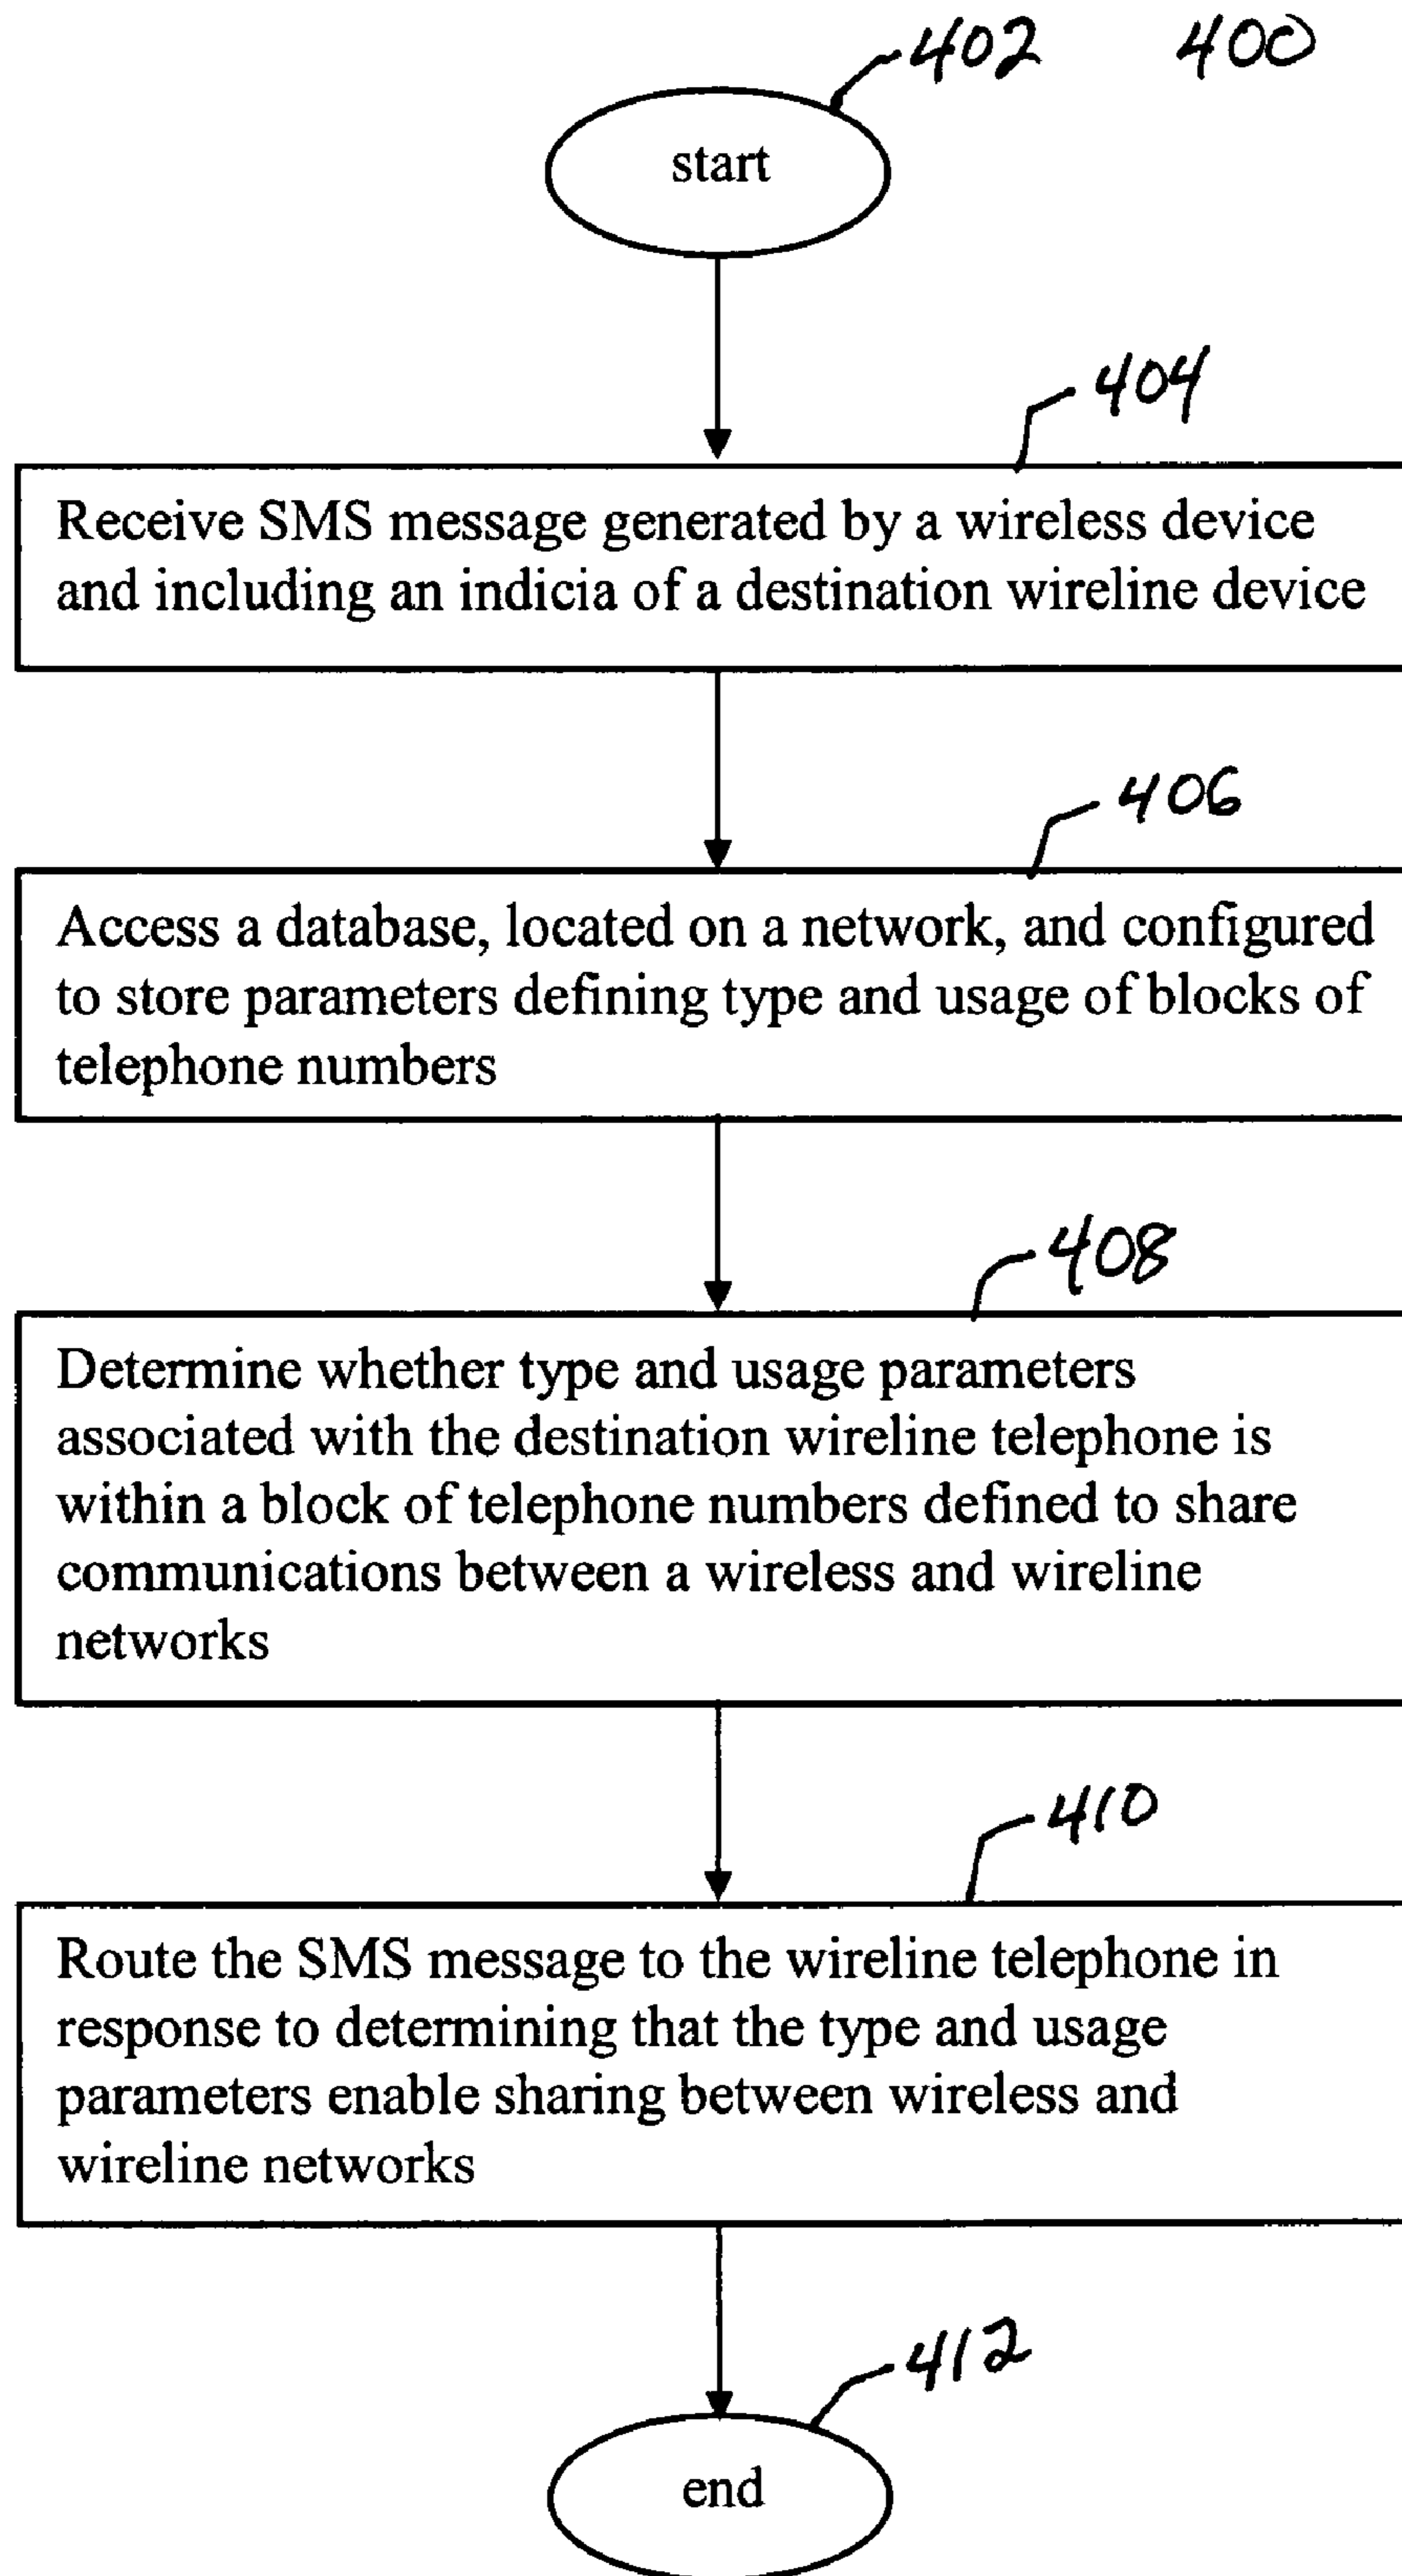 402 400
start
404
Receive SMS message generated by a wireless device
and including an indicia of a destination wireline device
406
Access a database, located on a network, and configured
to store parameters defining type and usage of blocks of
telephone numbers
408
Determine whether type and usage parameters
associated with the destination wireline telephone is
within a block of telephone numbers defined to share
communications between a wireless and wireline
networks
410
Route the SMS message to the wireline telephone in
response to determining that the type and usage
parameters enable sharing between wireless and
wireline networks
412
end